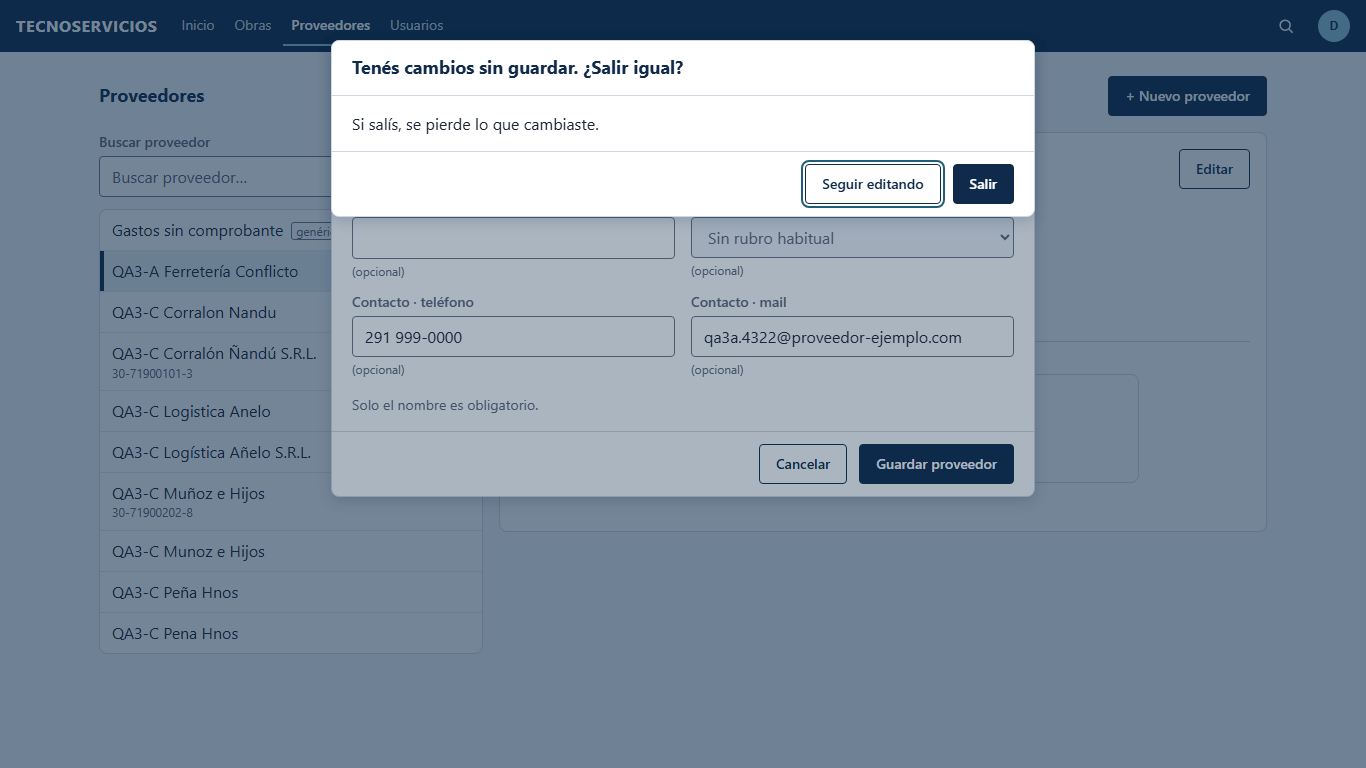 TECNOSERVICIOS Inicio Obras Proveedores Usuarios D
Tenés cambios sin guardar. ¿Salir igual?
Si salís, se pierde lo que cambiaste.
Seguir editando Salir
Proveedores
+ Nuevo proveedor
Buscar proveedor
Buscar proveedor...
Editar
Gastos sin comprobante
QA3-A Ferretería Conflicto
QA3-C Corralon Nandu
QA3-C Corralón Ñandú S.R.L.
30-71900101-3
QA3-C Logistica Anelo
QA3-C Logística Añelo S.R.L.
QA3-C Muñoz e Hijos
30-71900202-8
QA3-C Munoz e Hijos
QA3-C Peña Hnos
QA3-C Pena Hnos
Sin rubro habitual
(opcional) (opcional)
Contacto · teléfono Contacto · mail
291 999-0000 qa3a.4322@proveedor-ejemplo.com
(opcional) (opcional)
Solo el nombre es obligatorio.
Cancelar Guardar proveedor